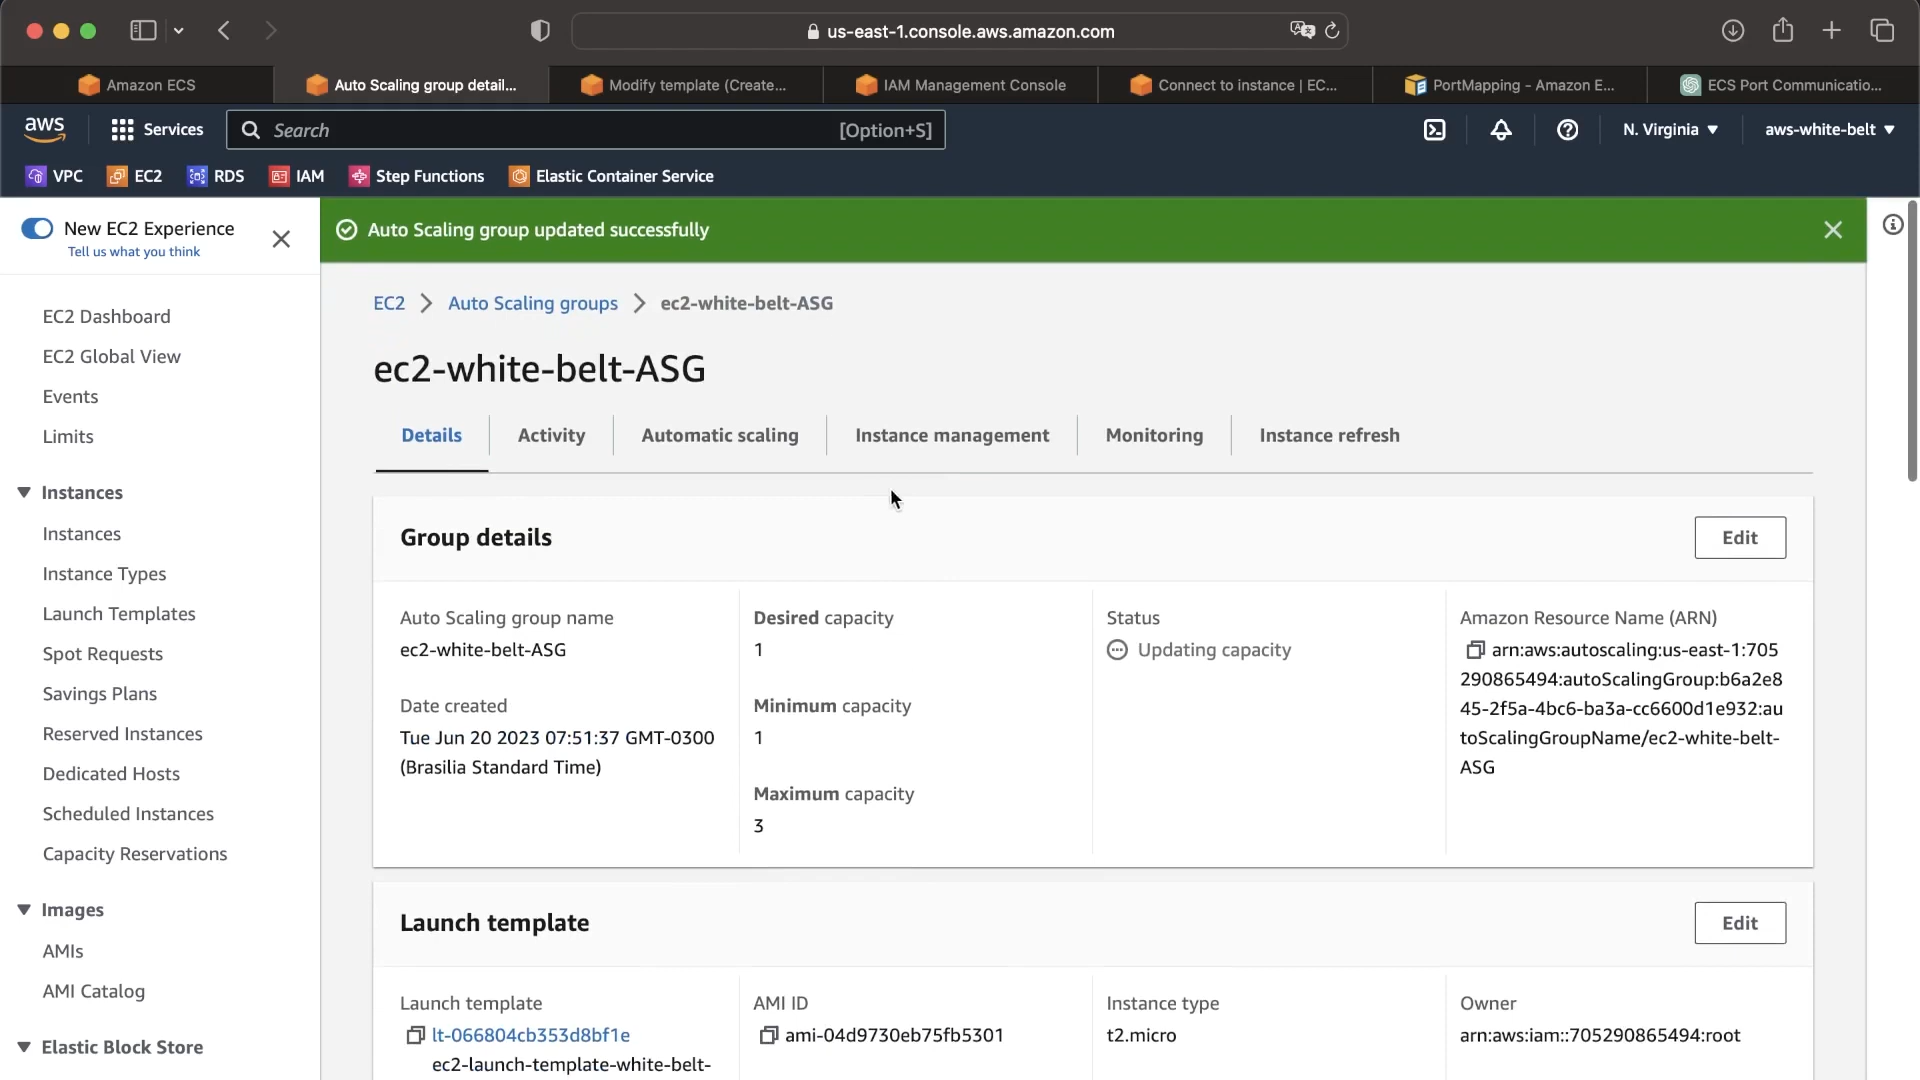 us-east-1.console.aws.amazon.com
Amazon ECS
Auto Scaling group detail...
Modify template (Create...
IAM Management Console
Connect to instance | EC...
PortMapping - Amazon E...
ECS Port Communicatio...
aws
Services
Search
[Option+S]
N. Virginia
aws-white-belt
VPC
EC2
RDS
IAM
Step Functions
Elastic Container Service
New EC2 Experience
Tell us what you think
EC2 Dashboard
EC2 Global View
Events
Limits
Instances
Instances
Instance Types
Launch Templates
Spot Requests
Savings Plans
Reserved Instances
Dedicated Hosts
Scheduled Instances
Capacity Reservations
Images
AMIs
AMI Catalog
Elastic Block Store
Auto Scaling group updated successfully
EC2 > Auto Scaling groups > ec2-white-belt-ASG
ec2-white-belt-ASG
Details
Activity
Automatic scaling
Instance management
Monitoring
Instance refresh
Group details
Edit
Auto Scaling group name
ec2-white-belt-ASG
Date created
Tue Jun 20 2023 07:51:37 GMT-0300
(Brasilia Standard Time)
Desired capacity
1
Minimum capacity
1
Maximum capacity
3
Status
Updating capacity
Amazon Resource Name (ARN)
arn:aws:autoscaling:us-east-1:705
290865494:autoScalingGroup:b6a2e8
45-2f5a-4bc6-ba3a-cc6600d1e932:au
toScalingGroupName/ec2-white-belt-
ASG
Launch template
Edit
Launch template
lt-066804cb353d8bf1e
ec2-launch-template-white-belt-
AMI ID
ami-04d9730eb75fb5301
Instance type
t2.micro
Owner
arn:aws:iam::705290865494:root